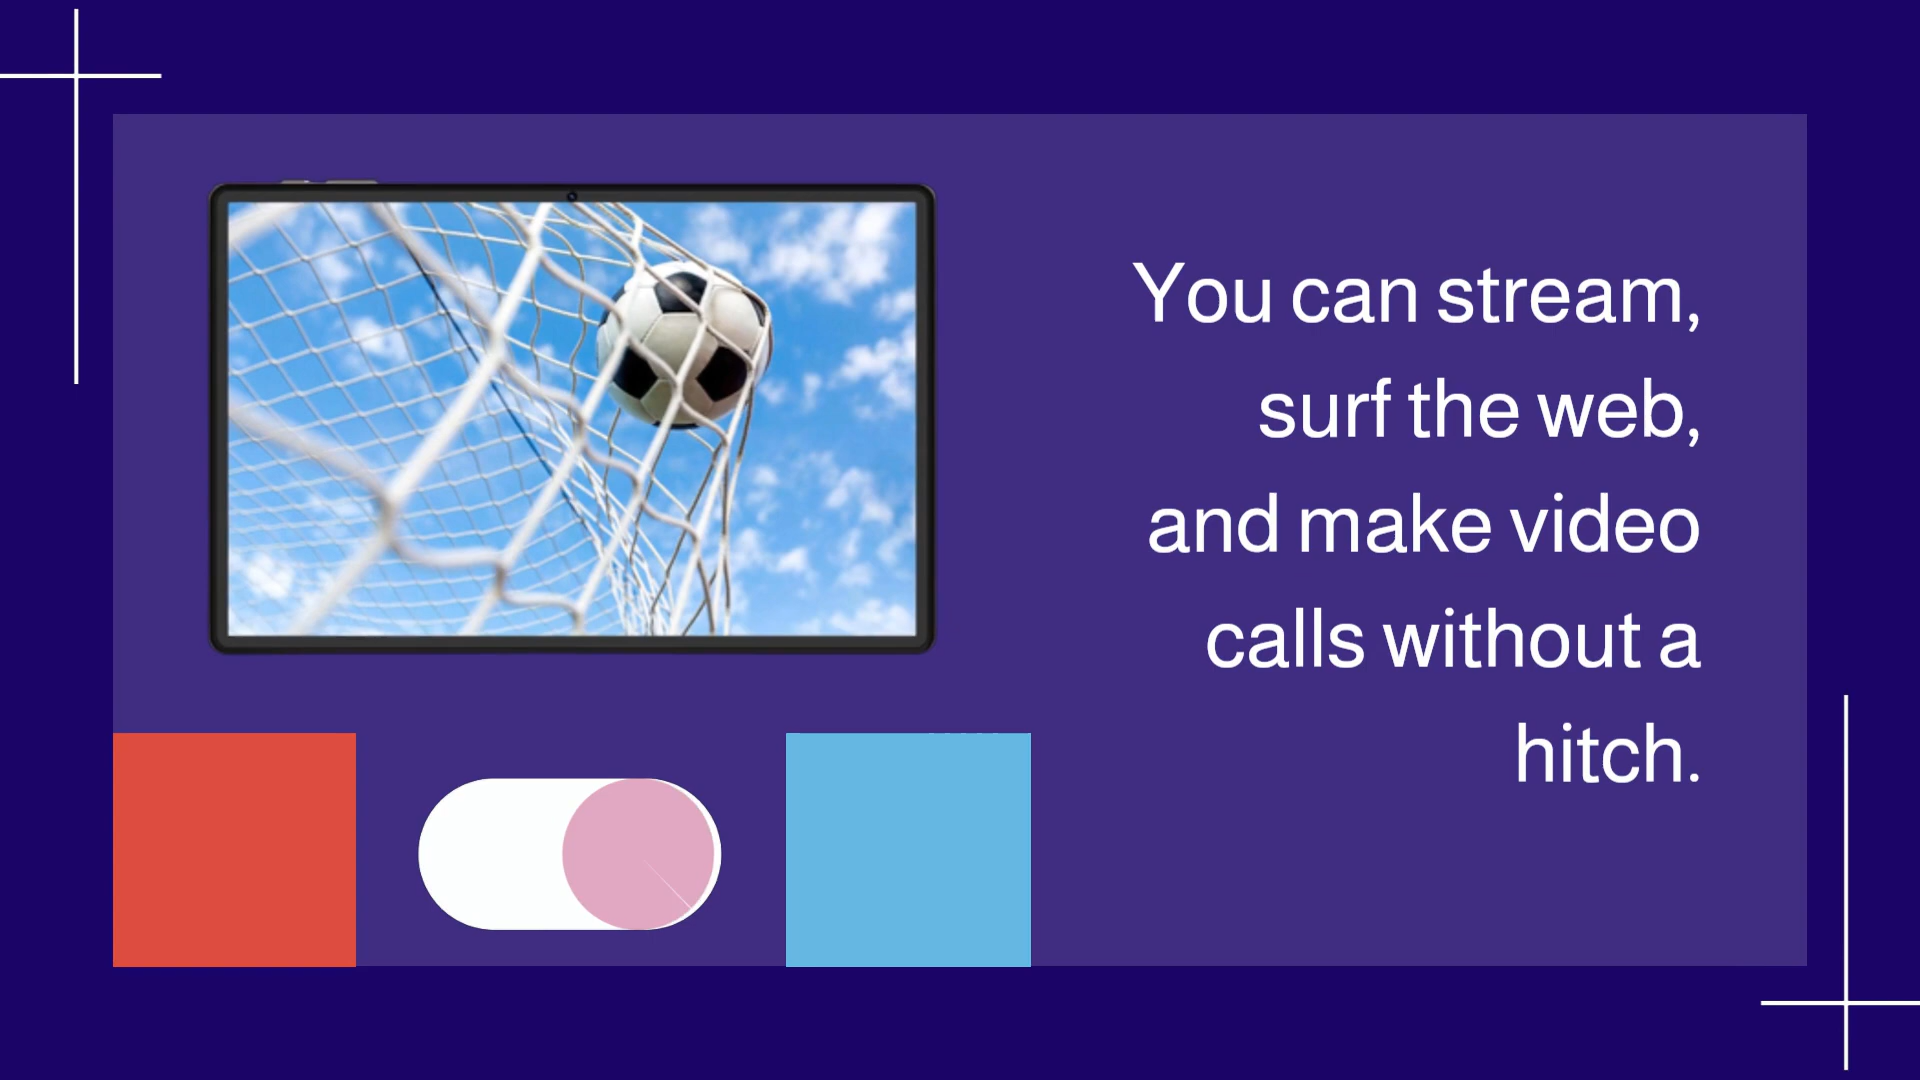 You can stream,
surf the web,
and make video
calls without a
hitch.